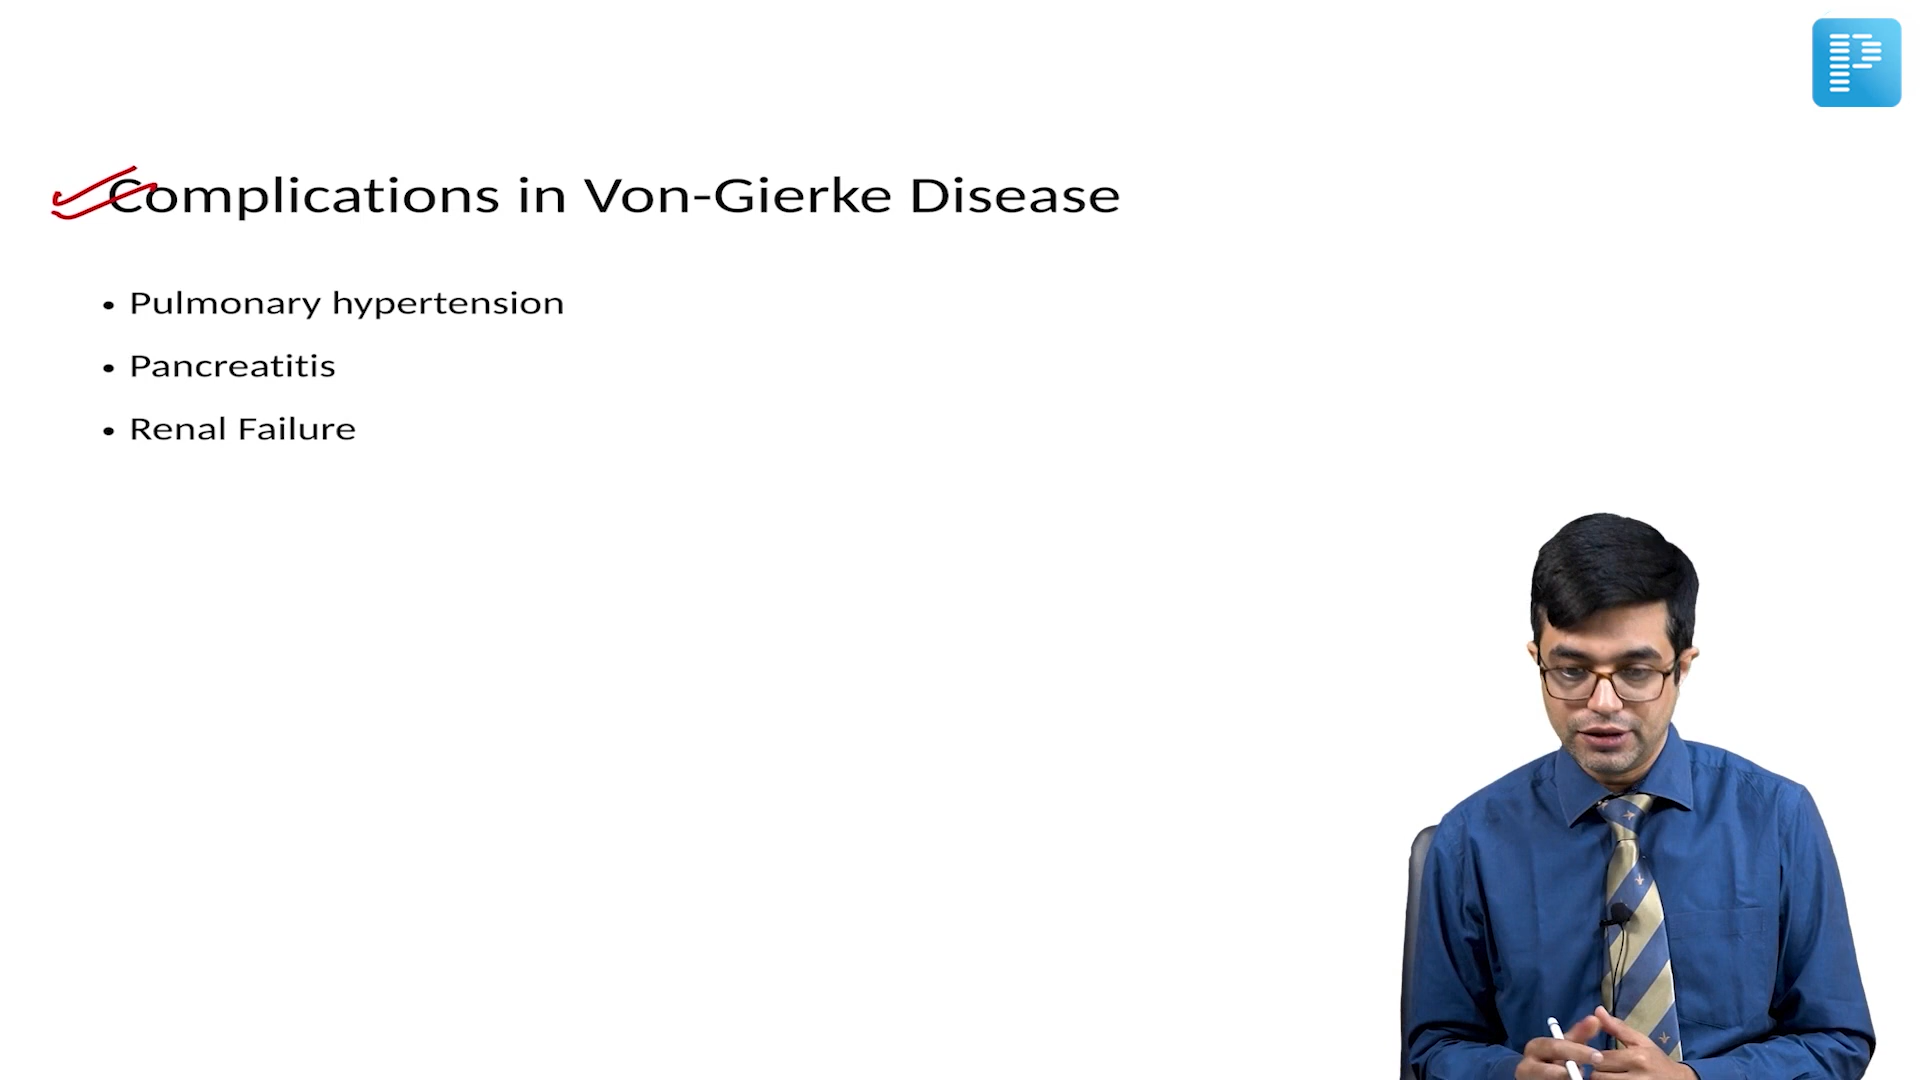 Complications in Von-Gierke Disease
• Pulmonary hypertension
• Pancreatitis
• Renal Failure